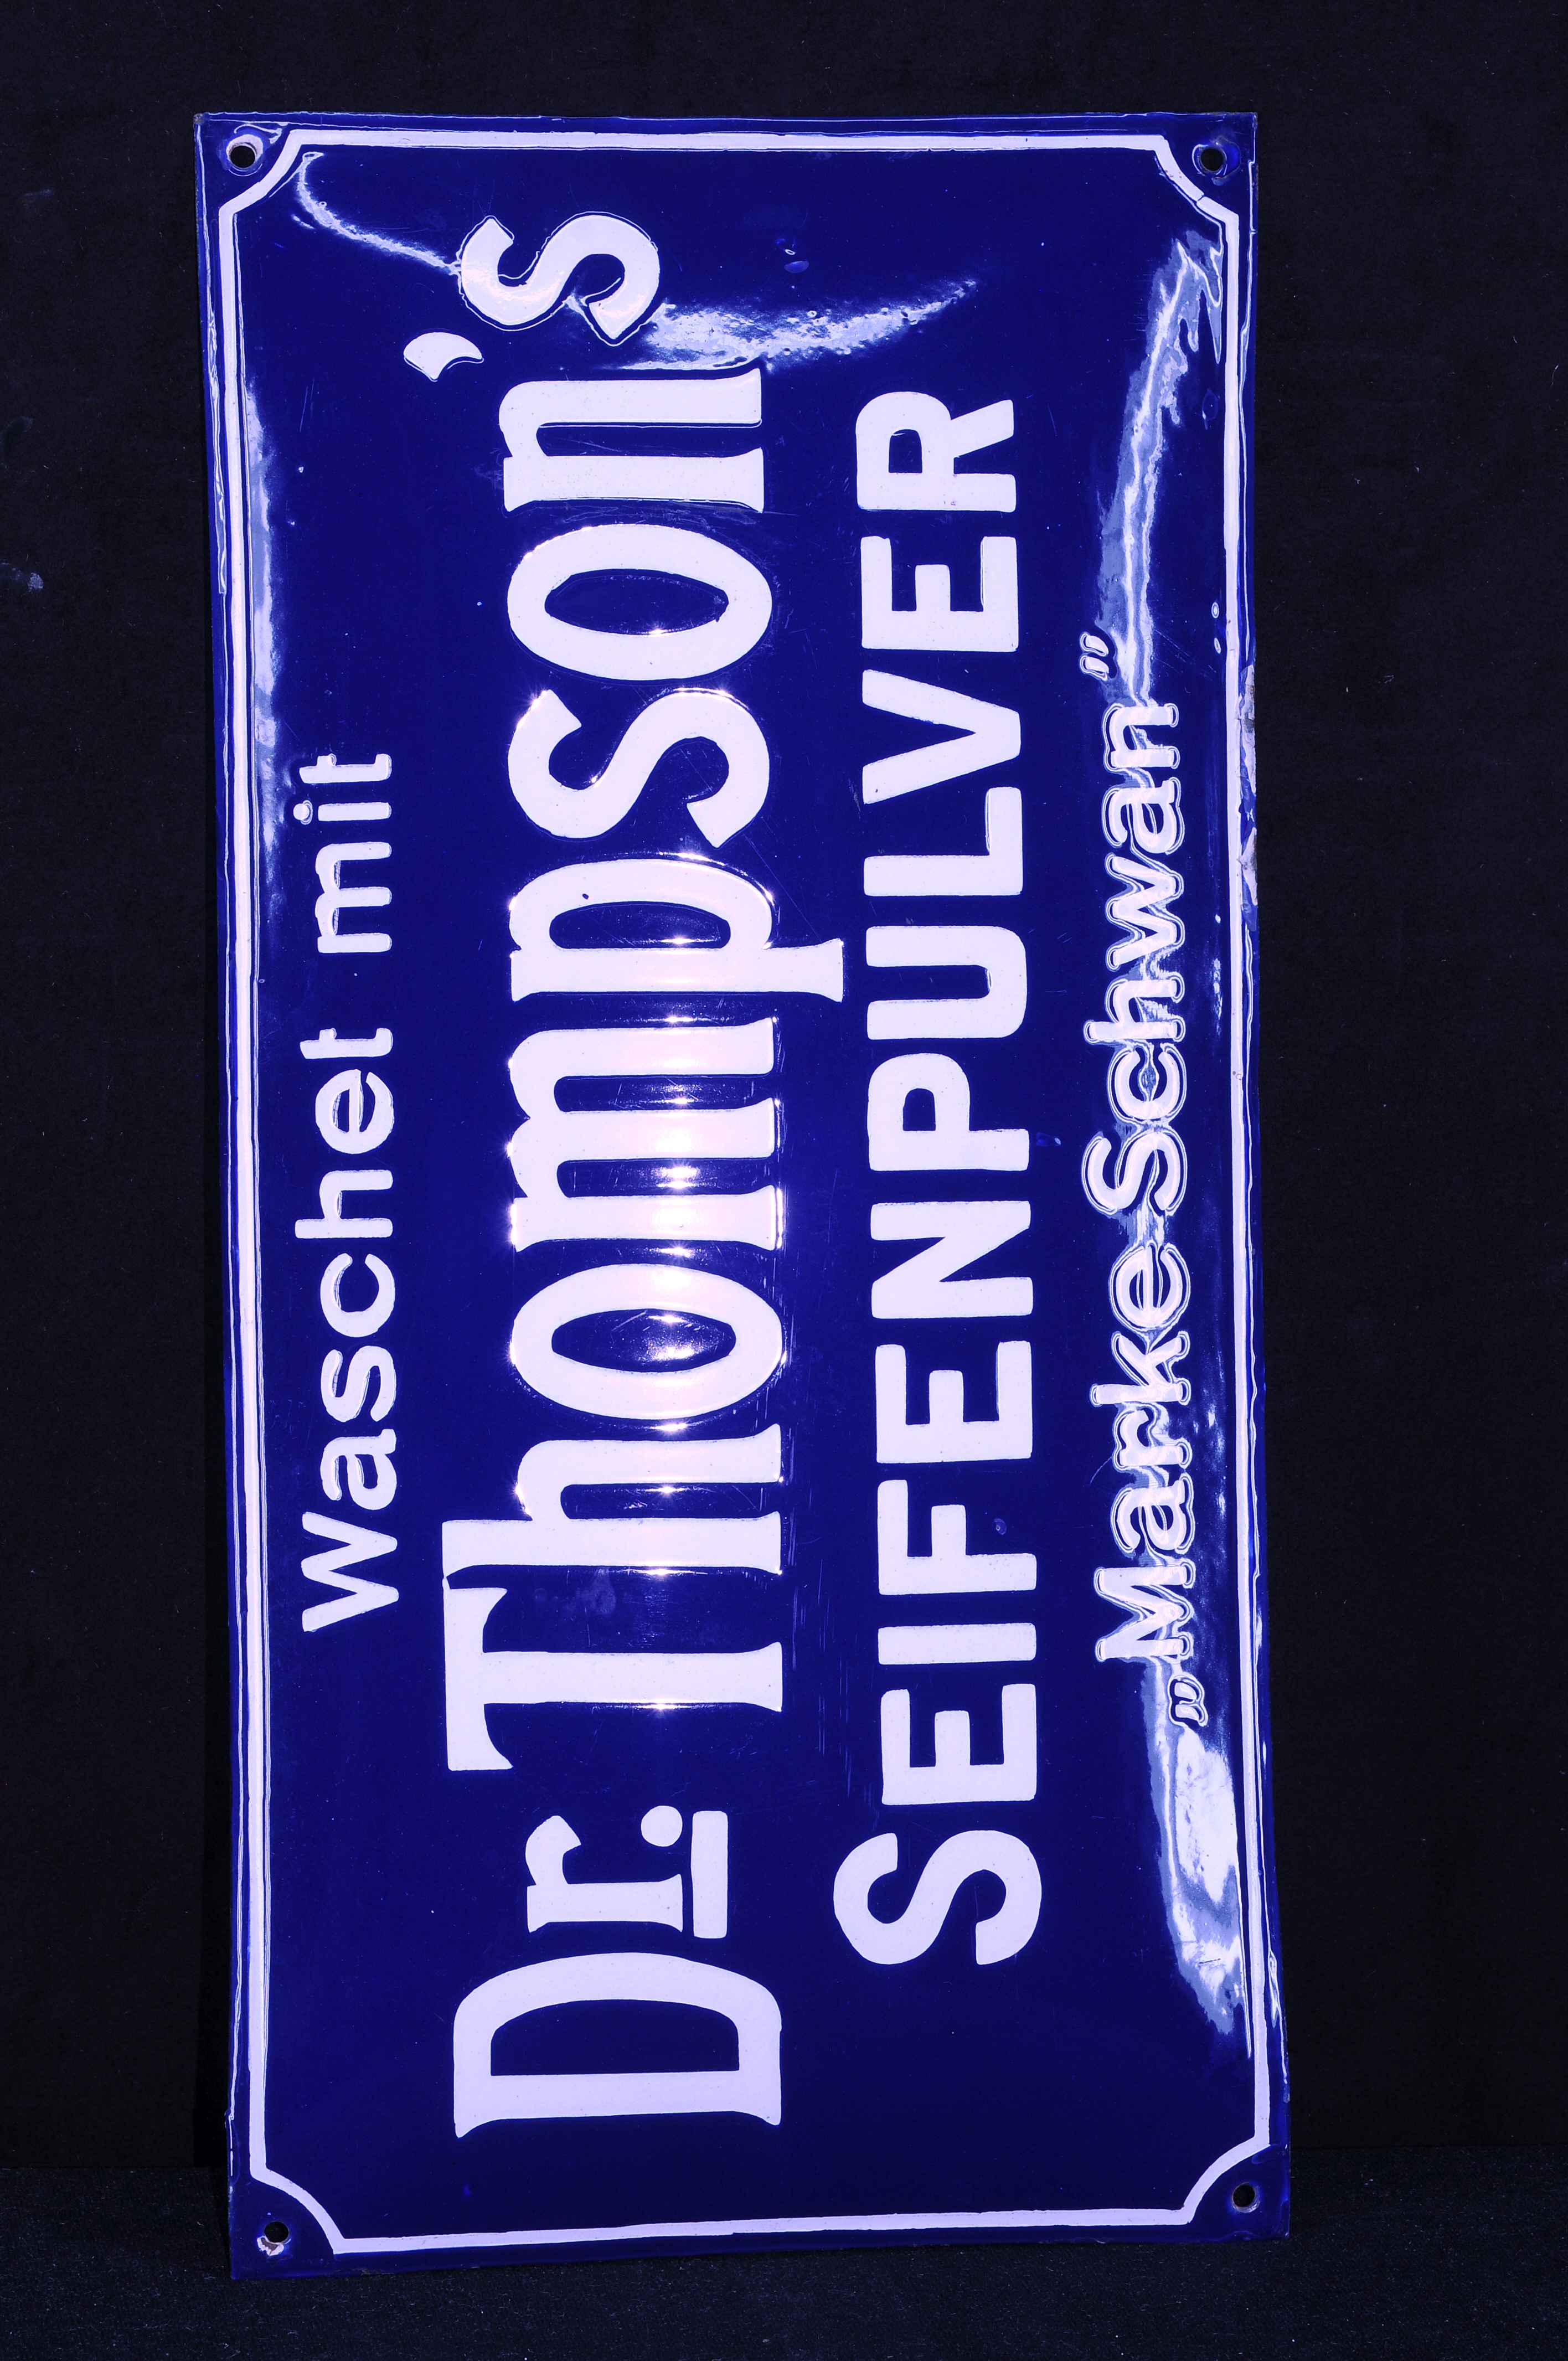 Waschet mit
Dr. Thompson's
SEIFENPULVER
„Marke Schwan”